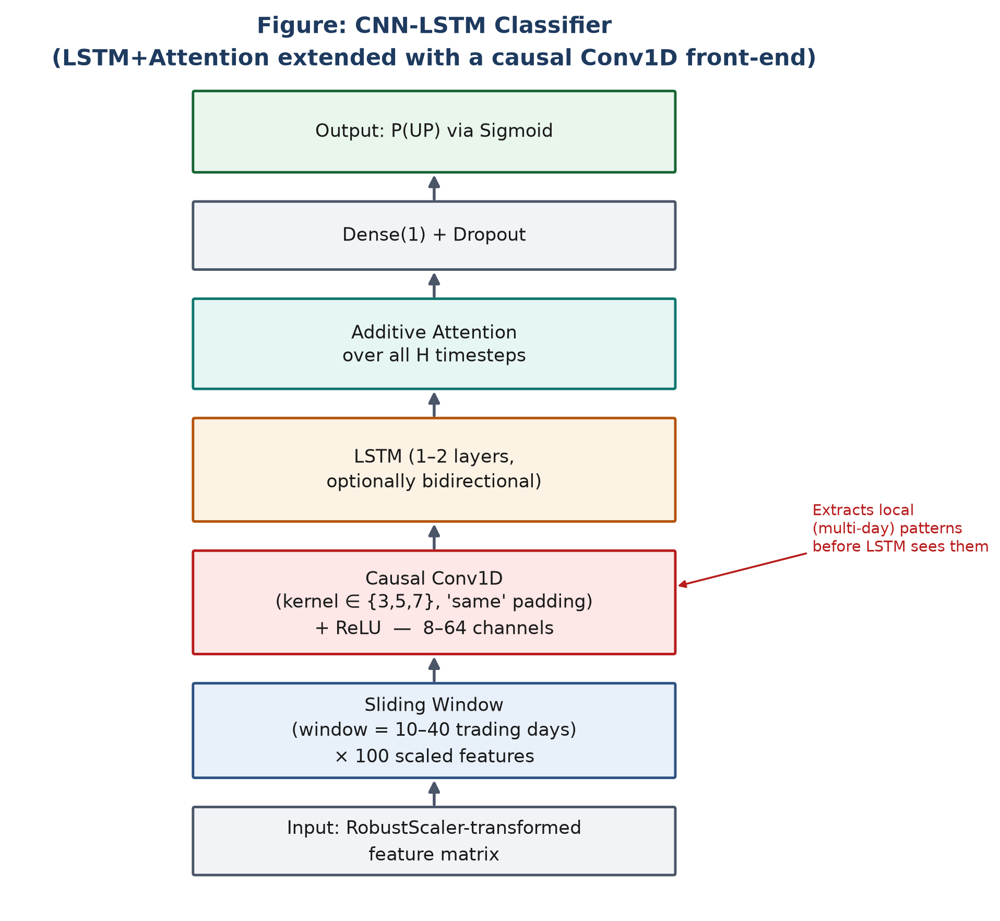 Figure: CNN-LSTM Classifier
(LSTM+Attention extended with a causal Conv1D front-end)
Output: P(UP) via Sigmoid
Dense(1) + Dropout
Additive Attention
over all H timesteps
LSTM (1–2 layers,
optionally bidirectional)
Extracts local
(multi-day) patterns
before LSTM sees them
Causal Conv1D
(kernel ∈ {3,5,7}, 'same' padding)
+ ReLU — 8–64 channels
Sliding Window
(window = 10–40 trading days)
× 100 scaled features
Input: RobustScaler-transformed
feature matrix